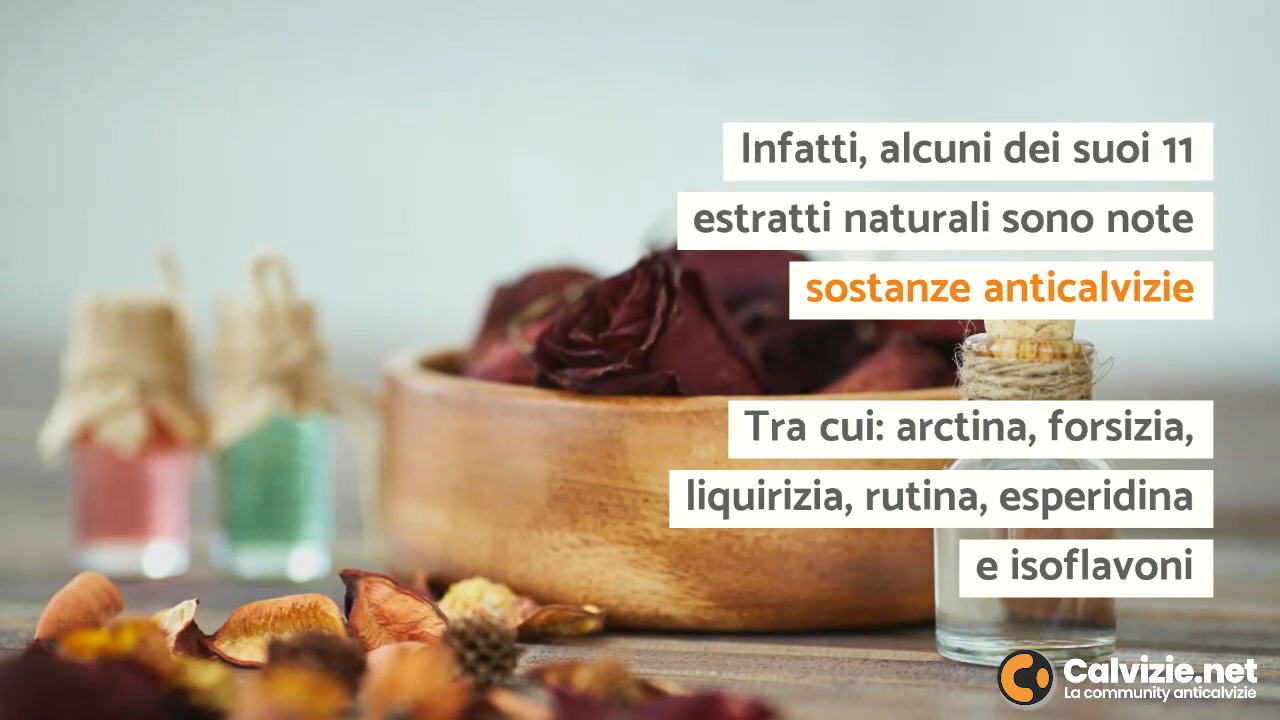 Infatti, alcuni dei suoi 11
estratti naturali sono note
sostanze anticalvizie
Tra cui: arctina, forsizia,
liquirizia, rutina, esperidina
e isoflavoni
Calvizie.net
La community anticalvizie